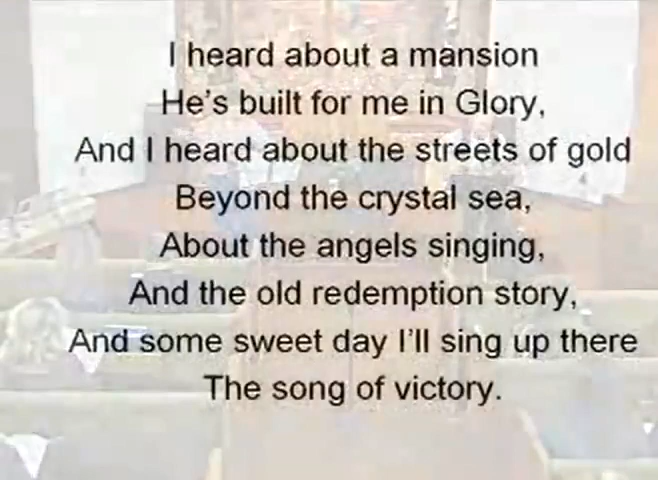 I heard about a mansion
He's built for me in Glory,
And I heard about the streets of gold
Beyond the crystal sea,
About the angels singing,
And the old redemption story,
And some sweet day I'll sing up there
The song of victory.